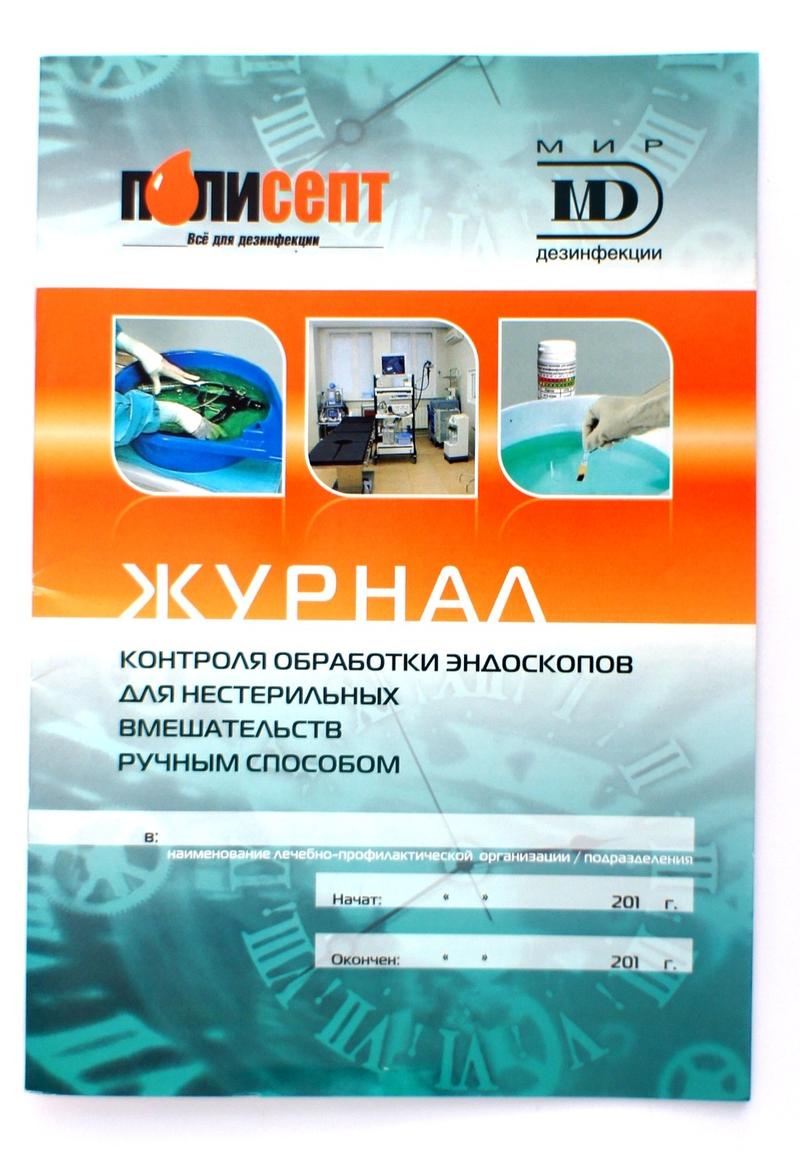 ПОЛИсепт
Всё для дезинфекции
МИР
MD
дезинфекции
ЖУРНАЛ
КОНТРОЛЯ ОБРАБОТКИ ЭНДОСКОПОВ
ДЛЯ НЕСТЕРИЛЬНЫХ
ВМЕШАТЕЛЬСТВ
РУЧНЫМ СПОСОБОМ
в:
наименование лечебно-профилактической организации / подразделения
Начат: « » 201 г.
Окончен: « » 201 г.